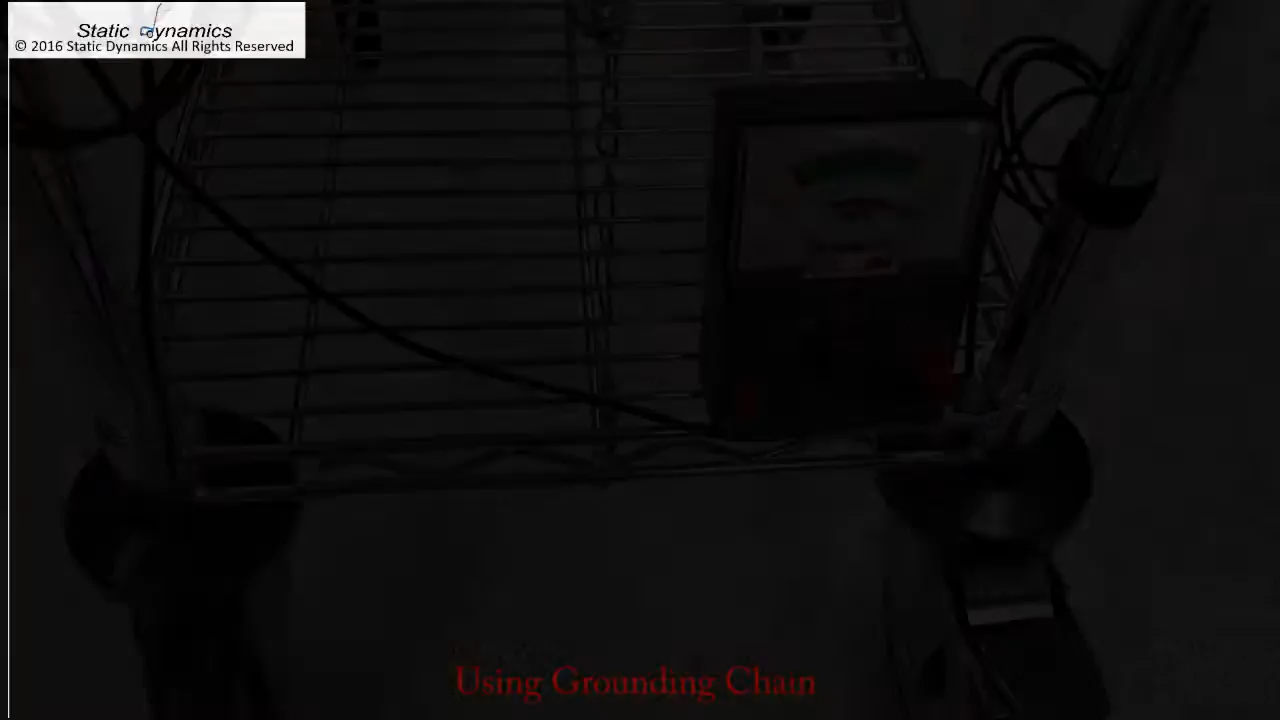 Static Dynamics
© 2016 Static Dynamics All Rights Reserved
Using Grounding Chain